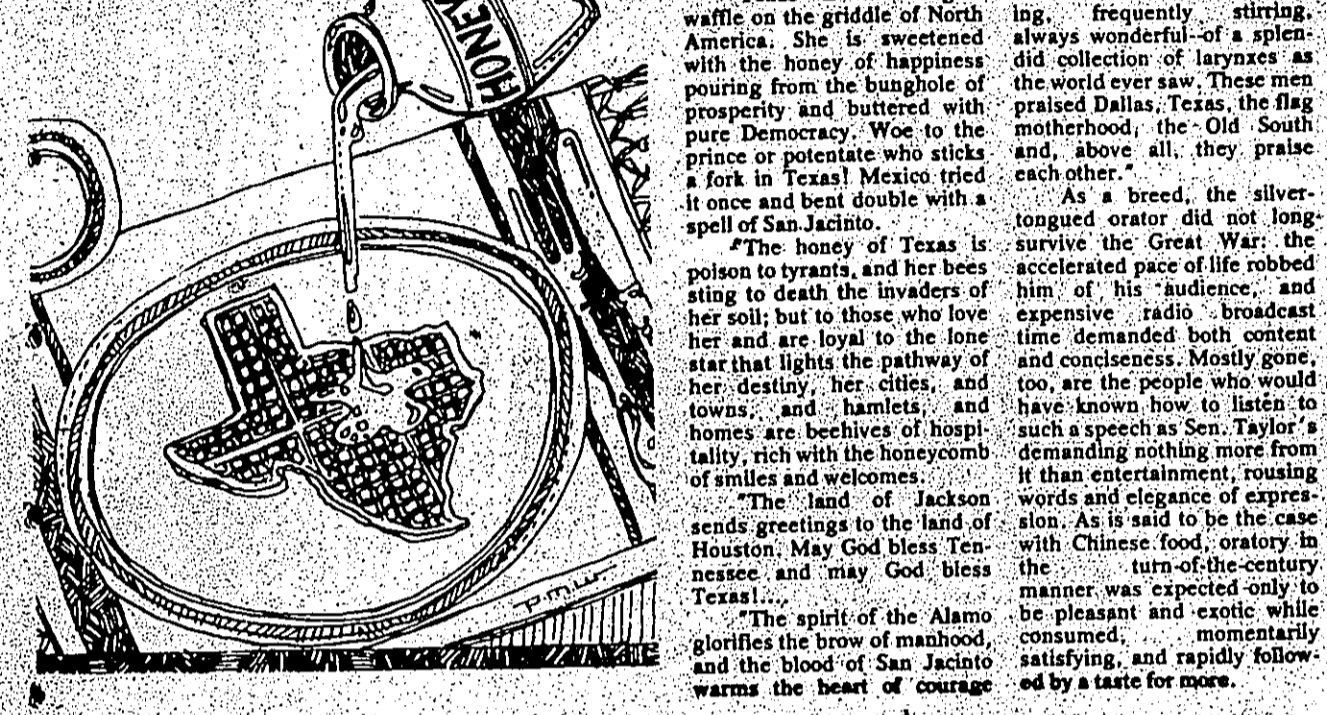 HONEY
P.M.W.
waffle on the griddle of North
America. She is sweetened
with the honey of happiness
pouring from the bunghole of
prosperity and buttered with
pure Democracy. Woe to the
prince or potentate who sticks
a fork in Texas! Mexico tried
it once and bent double with a
spell of San Jacinto.
"The honey of Texas is
poison to tyrants, and her bees
sting to death the invaders of
her soil; but to those who love
her and are loyal to the lone
star that lights the pathway of
her destiny, her cities, and
towns, and hamlets, and
homes are beehives of hospi-
tality, rich with the honeycomb
of smiles and welcomes.
"The land of Jackson
sends greetings to the land of
Houston. May God bless Ten-
nessee and may God bless
Texas!...
"The spirit of the Alamo
glorifies the brow of manhood,
and the blood of San Jacinto
warms the heart of courage
ing, frequently stirring,
always wonderful--of a splen-
did collection of larynxes as
the world ever saw. These men
praised Dallas, Texas, the flag
motherhood, the Old South
and, above all, they praise
each other."
As a breed, the silver-
tongued orator did not long
survive the Great War: the
accelerated pace of life robbed
him of his audience, and
expensive radio broadcast
time demanded both content
and conciseness. Mostly gone,
too, are the people who would
have known how to listen to
such a speech as Sen. Taylor's
demanding nothing more from
it than entertainment, rousing
words and elegance of expres-
sion. As is said to be the case
with Chinese food, oratory in
the turn-of-the-century
manner was expected only to
be pleasant and exotic while
consumed, momentarily
satisfying, and rapidly follow-
ed by a taste for more.